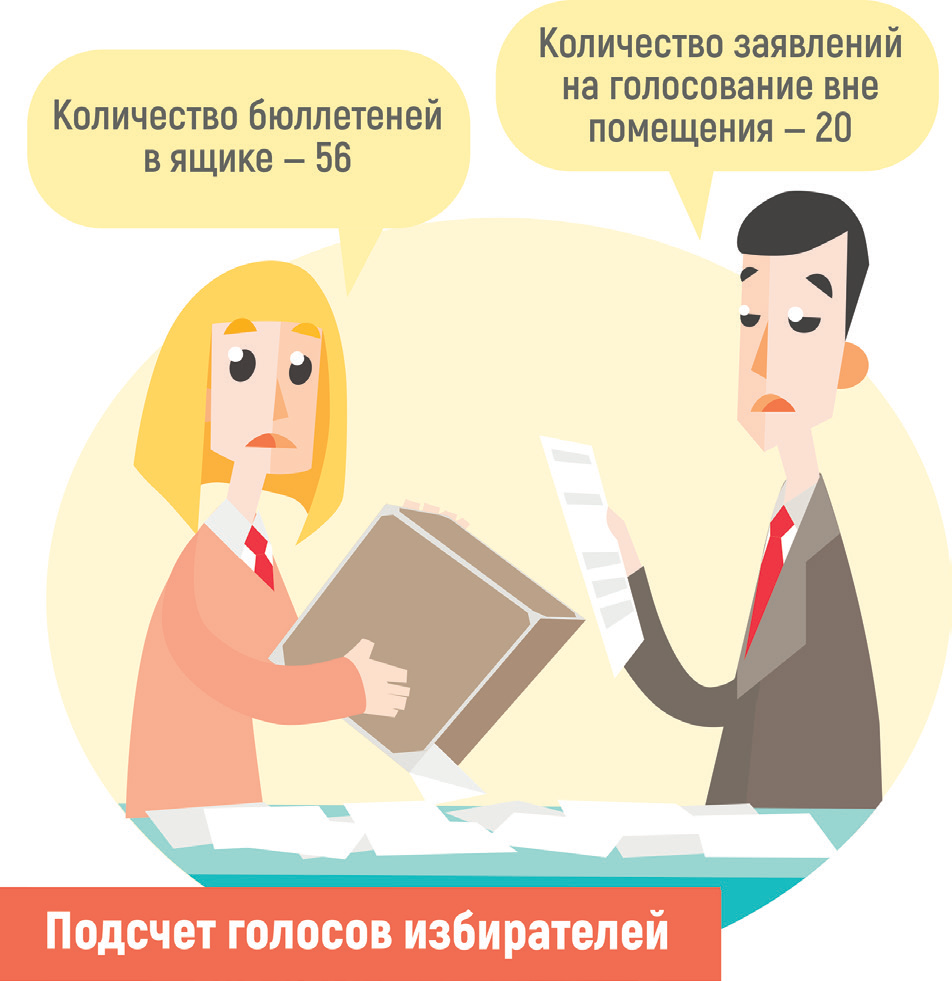 Количество бюллетеней
в ящике – 56
Количество заявлений
на голосование вне
помещения – 20
Подсчет голосов избирателей